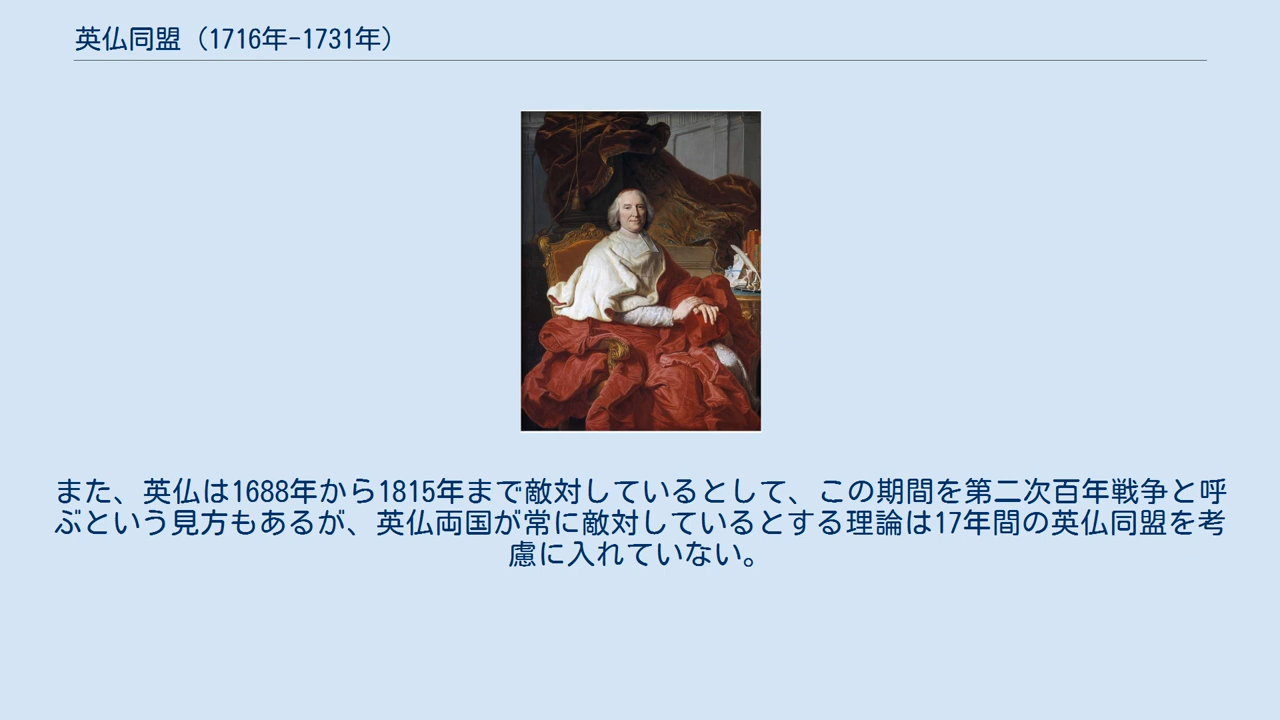 英仏同盟（1716年-1731年）
また、英仏は1688年から1815年まで敵対しているとして、この期間を第二次百年戦争と呼
ぶという見方もあるが、英仏両国が常に敵対しているとする理論は17年間の英仏同盟を考
慮に入れていない。